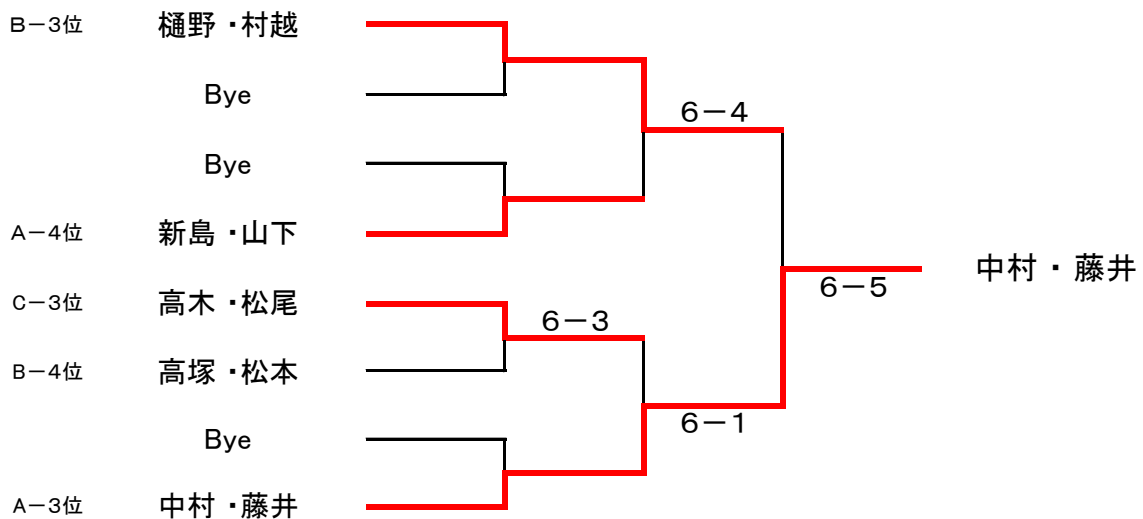 B－3位 樋野・村越
Bye
6－4
Bye
A－4位 新島・山下
中村・藤井
6－5
C－3位 高木・松尾
6－3
B－4位 高塚・松本
6－1
Bye
A－3位 中村・藤井